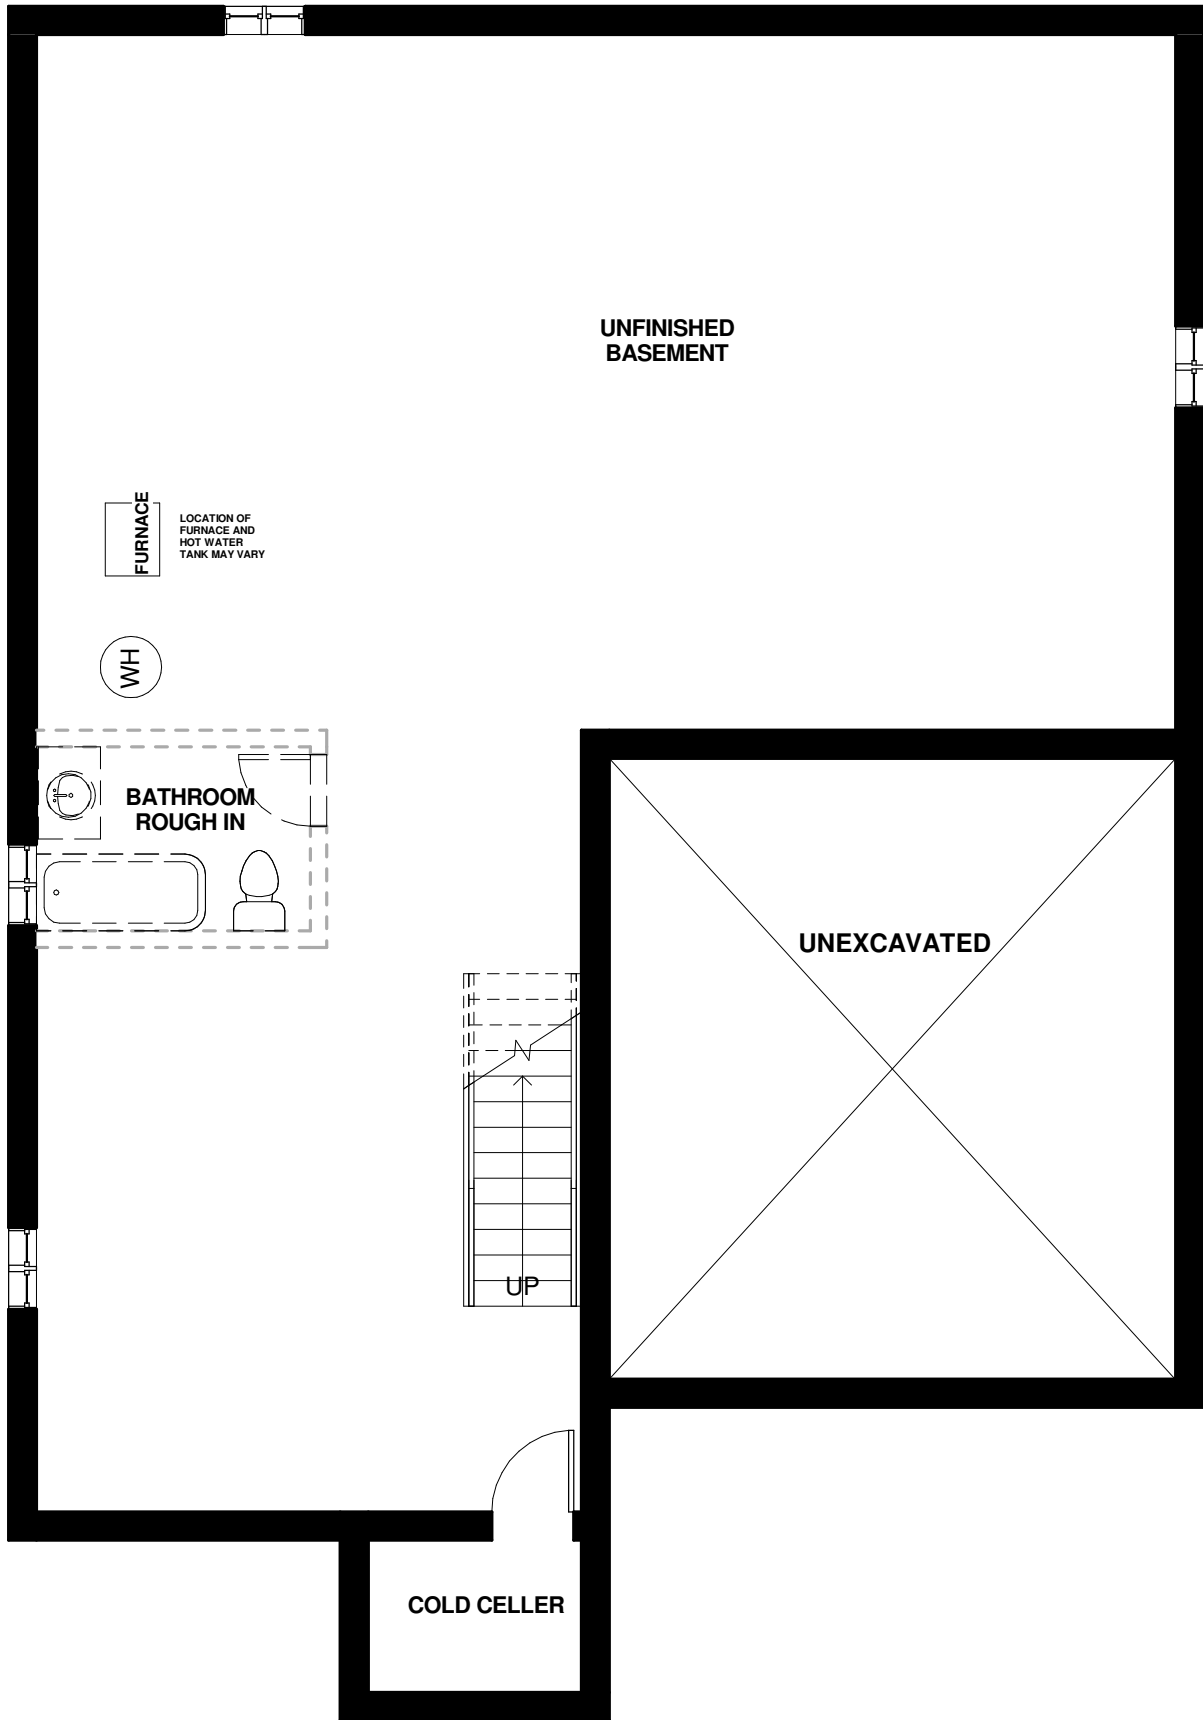 UNFINISHED
BASEMENT
FURNACE
LOCATION OF
FURNACE AND
HOT WATER
TANK MAY VARY
WH
BATHROOM
ROUGH IN
UNEXCAVATED
UP
COLD CELLER